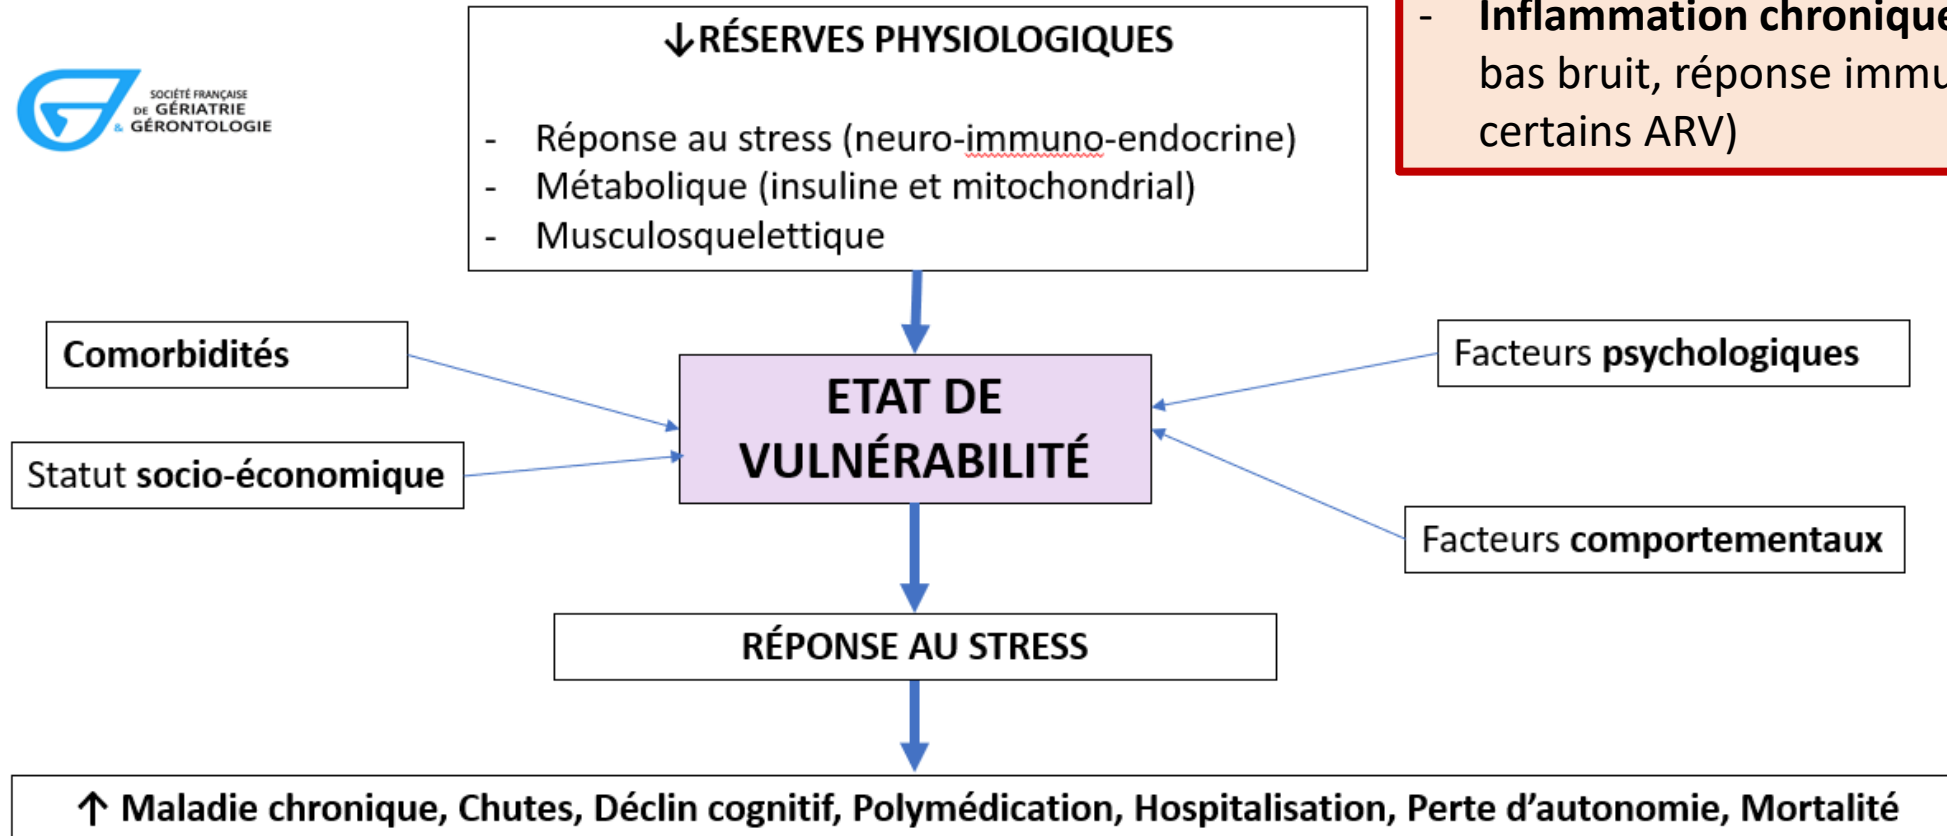 ↓RÉSERVES PHYSIOLOGIQUES
- Réponse au stress (neuro-immuno-endocrine)
- Métabolique (insuline et mitochondrial)
- Musculosquelettique
- Inflammation chronique
bas bruit, réponse immu
certains ARV)
SOCIÉTÉ FRANÇAISE
DE GÉRIATRIE
& GÉRONTOLOGIE
Comorbidités
Statut socio-économique
ETAT DE
VULNÉRABILITÉ
Facteurs psychologiques
Facteurs comportementaux
RÉPONSE AU STRESS
↑ Maladie chronique, Chutes, Déclin cognitif, Polymédication, Hospitalisation, Perte d’autonomie, Mortalité